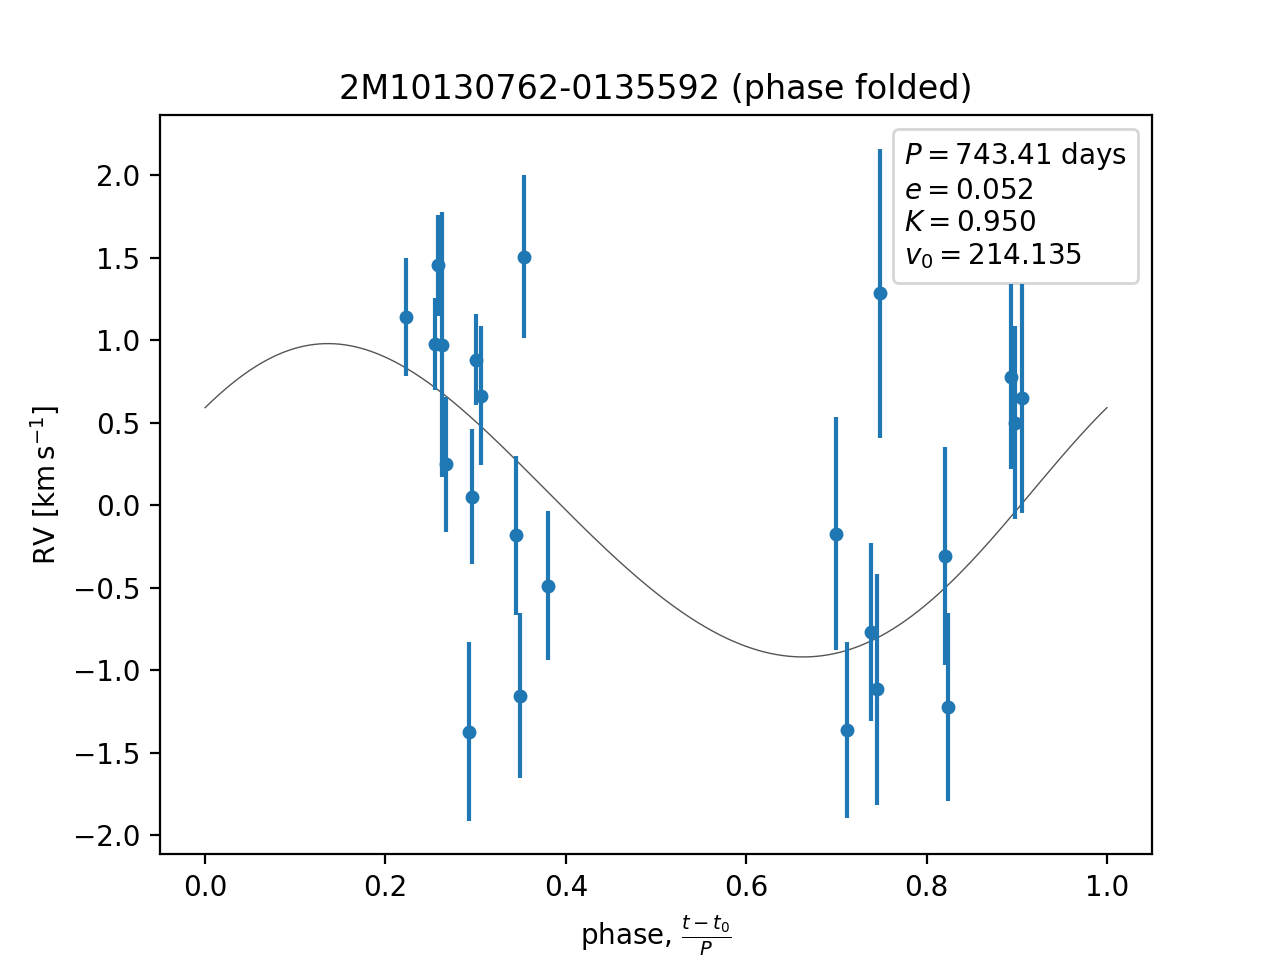 2M10130762-0135592 (phase folded)
P = 743.41 days
e = 0.052
K = 0.950
v₀ = 214.135
RV [km s⁻¹]
2.0
1.5
1.0
0.5
0.0
−0.5
−1.0
−1.5
−2.0
0.0 0.2 0.4 0.6 0.8 1.0
phase, (t − t₀)/P